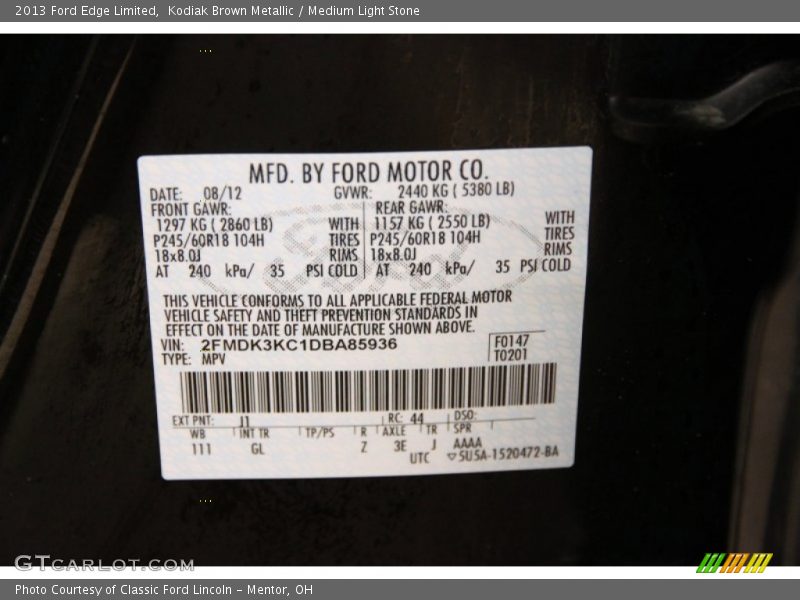 2013 Ford Edge Limited,  Kodiak Brown Metallic / Medium Light Stone
MFD. BY FORD MOTOR CO.
DATE: 08/12 GVWR: 2440 KG ( 5380 LB)
FRONT GAWR: REAR GAWR:
1297 KG ( 2860 LB) WITH 1157 KG ( 2550 LB) WITH
P245/60R18 104H TIRES P245/60R18 104H TIRES
18x8.0J RIMS 18x8.0J RIMS
AT 240 kPa/ 35 PSI COLD AT 240 kPa/ 35 PSI COLD
THIS VEHICLE CONFORMS TO ALL APPLICABLE FEDERAL MOTOR
VEHICLE SAFETY AND THEFT PREVENTION STANDARDS IN
EFFECT ON THE DATE OF MANUFACTURE SHOWN ABOVE.
VIN: 2FMDK3KC1DBA85936 F0147
TYPE: MPV T0201
EXT PNT: J1 RC: 44 DSO:
WB INT TR TP/PS R AXLE TR SPR
111 GL Z 3E J AAAA
UTC SU5A-1520472-BA
GTCARLOT.COM
Photo Courtesy of Classic Ford Lincoln - Mentor, OH